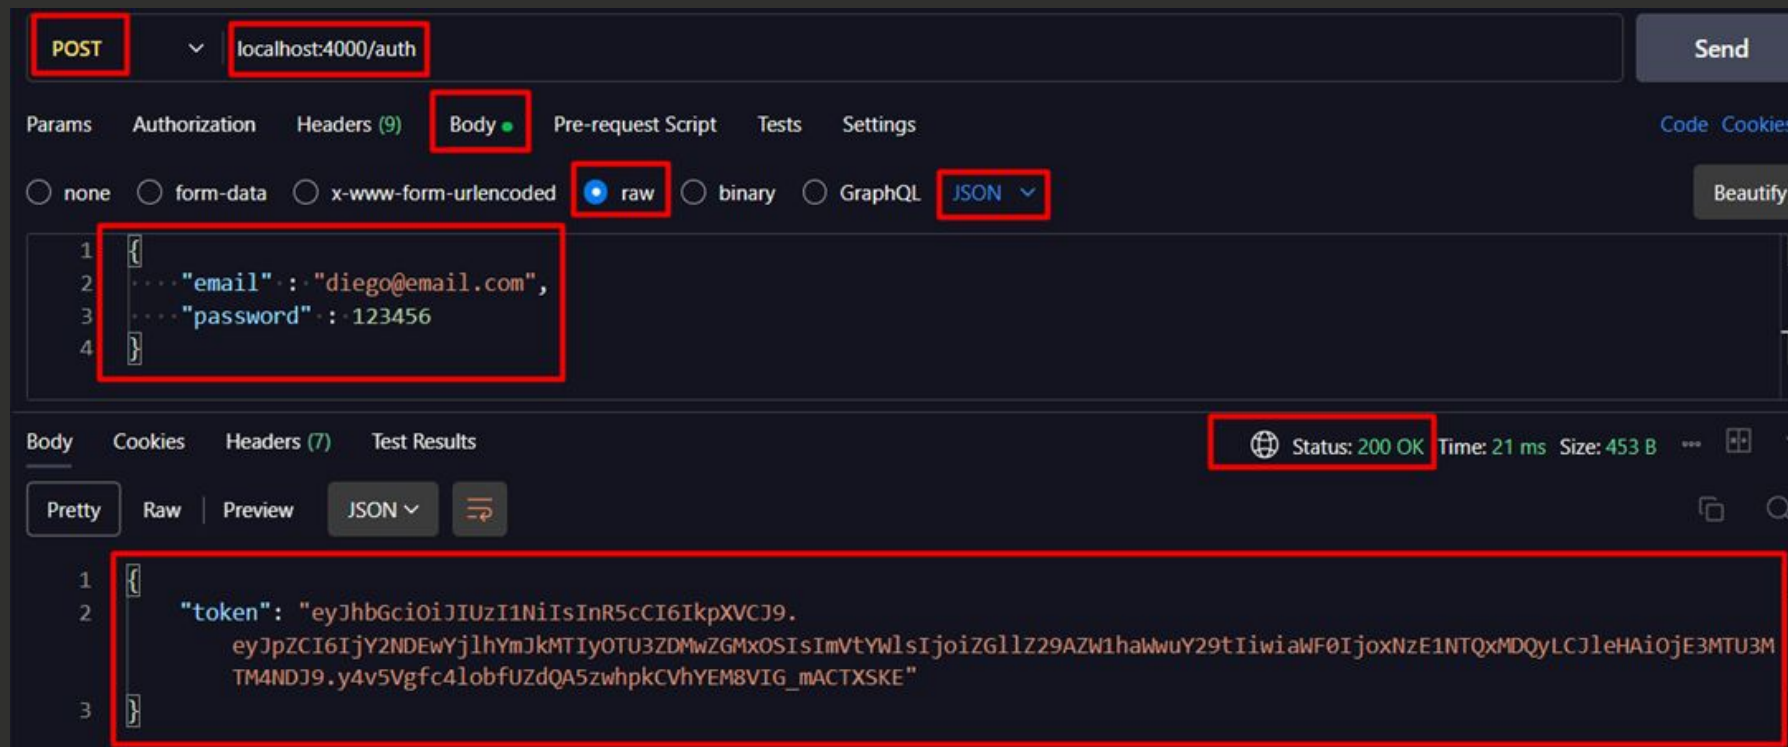 POST localhost:4000/auth Send
Params Authorization Headers (9) Body Pre-request Script Tests Settings Code Cookies
none form-data x-www-form-urlencoded raw binary GraphQL JSON Beautify
1 {
2 "email" : "diego@email.com",
3 "password" : 123456
4 }
Body Cookies Headers (7) Test Results Status: 200 OK Time: 21 ms Size: 453 B
Pretty Raw Preview JSON
1 {
2 "token": "eyJhbGciOiJIUzI1NiIsInR5cCI6IkpXVCJ9.
eyJpZCI6IjY2NDEwYjlhYmJkMTIyOTU3ZDMwZGMxOSIsImVtYWlsIjoiZGllZ29AZW1haWwuY29tIiwiaWF0IjoxNzE1NTQxMDQyLCJleHAiOjE3MTU3M
TM4NDJ9.y4v5Vgfc4lobfUZdQA5zwhpkCVhYEM8VIG_mACTXSKE"
3 }